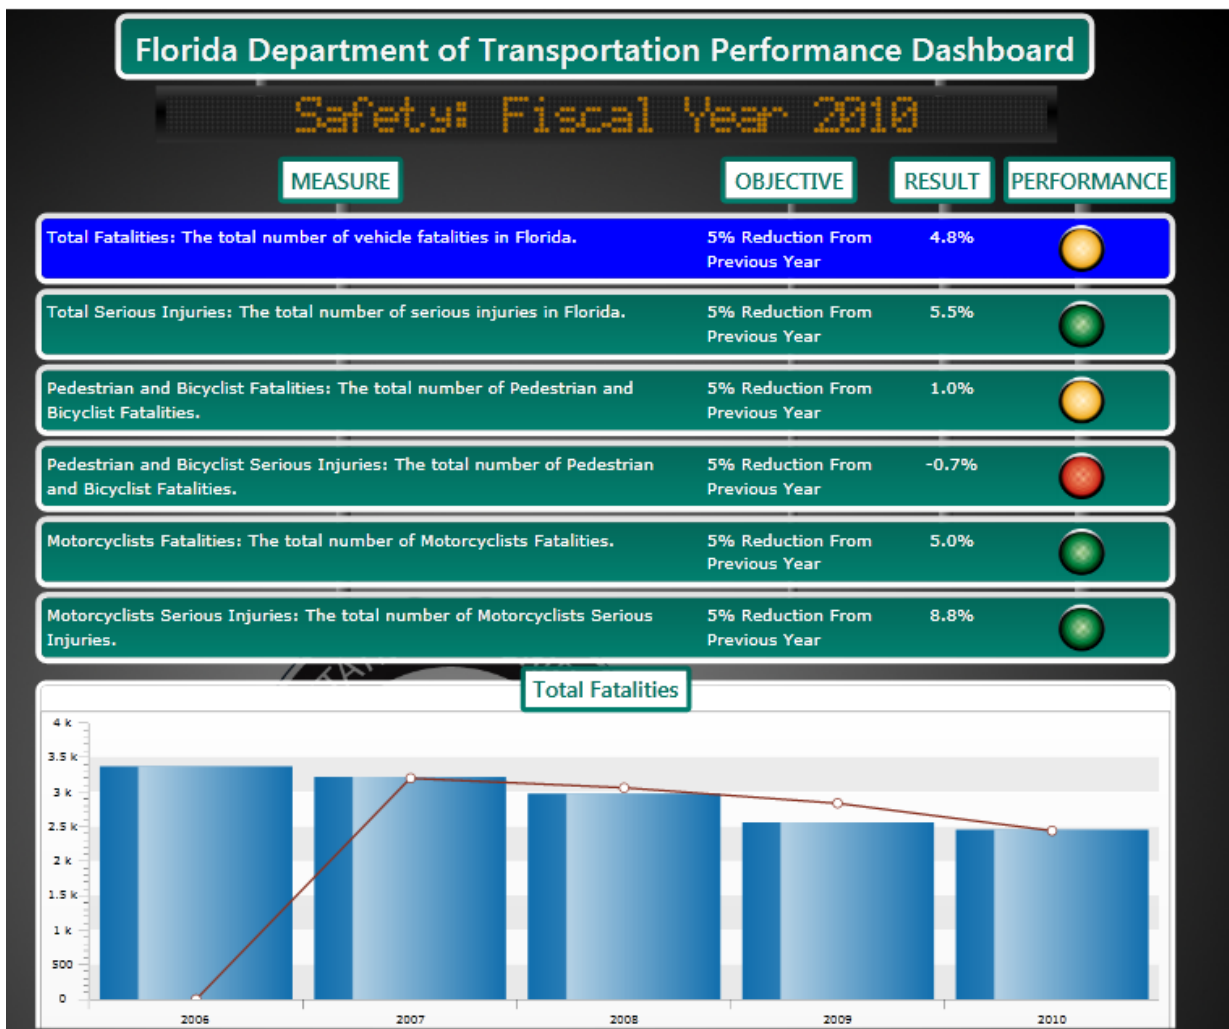 Florida Department of Transportation Performance Dashboard
Safety: Fiscal Year 2010
MEASURE OBJECTIVE RESULT PERFORMANCE
Total Fatalities: The total number of vehicle fatalities in Florida. 5% Reduction From 4.8%
Previous Year
Total Serious Injuries: The total number of serious injuries in Florida. 5% Reduction From 5.5%
Previous Year
Pedestrian and Bicyclist Fatalities: The total number of Pedestrian and 5% Reduction From 1.0%
Bicyclist Fatalities. Previous Year
Pedestrian and Bicyclist Serious Injuries: The total number of Pedestrian 5% Reduction From -0.7%
and Bicyclist Fatalities. Previous Year
Motorcyclists Fatalities: The total number of Motorcyclists Fatalities. 5% Reduction From 5.0%
Previous Year
Motorcyclists Serious Injuries: The total number of Motorcyclists Serious 5% Reduction From 8.8%
Injuries. Previous Year
Total Fatalities
4 k
3.5 k
3 k
2.5 k
2 k
1.5 k
1 k
500
0
2006 2007 2008 2009 2010